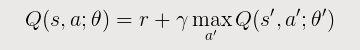 Q(s, a; θ) = r + γ max_{a′} Q(s′, a′; θ′)